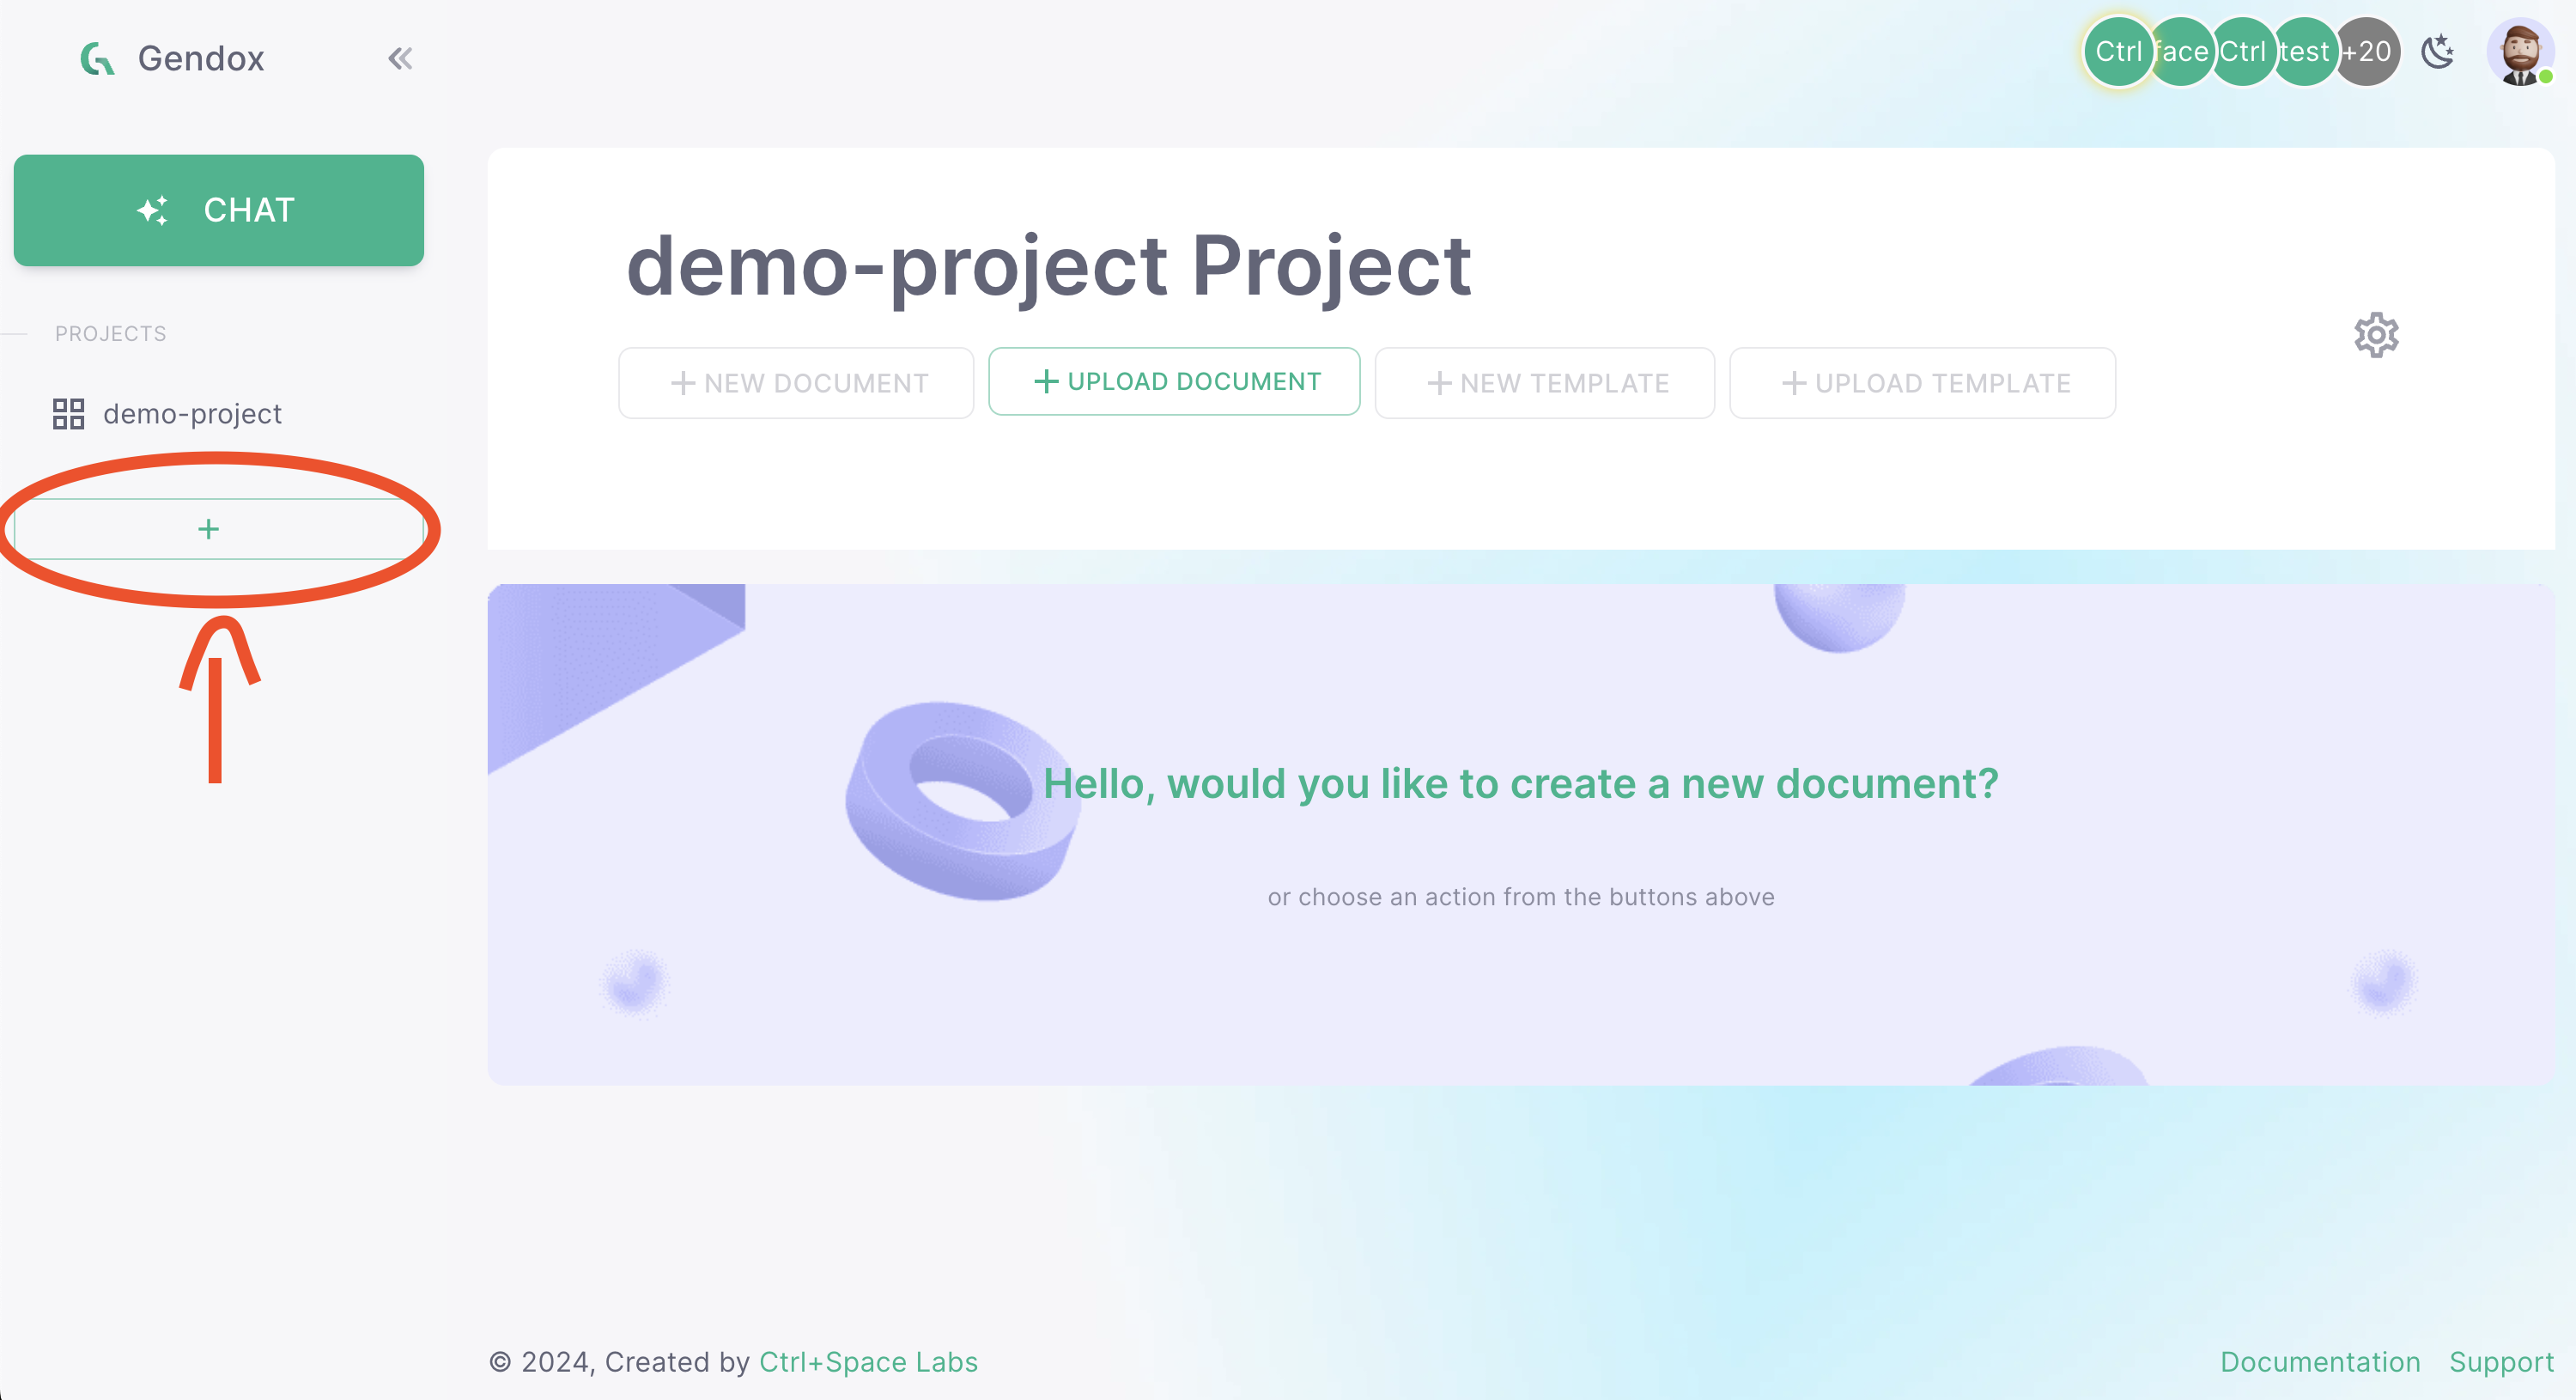 Gendox
Ctrl face Ctrl test +20
CHAT
PROJECTS
demo-project
+
demo-project Project
+ NEW DOCUMENT
+ UPLOAD DOCUMENT
+ NEW TEMPLATE
+ UPLOAD TEMPLATE
Hello, would you like to create a new document?
or choose an action from the buttons above
© 2024, Created by Ctrl+Space Labs
Documentation Support